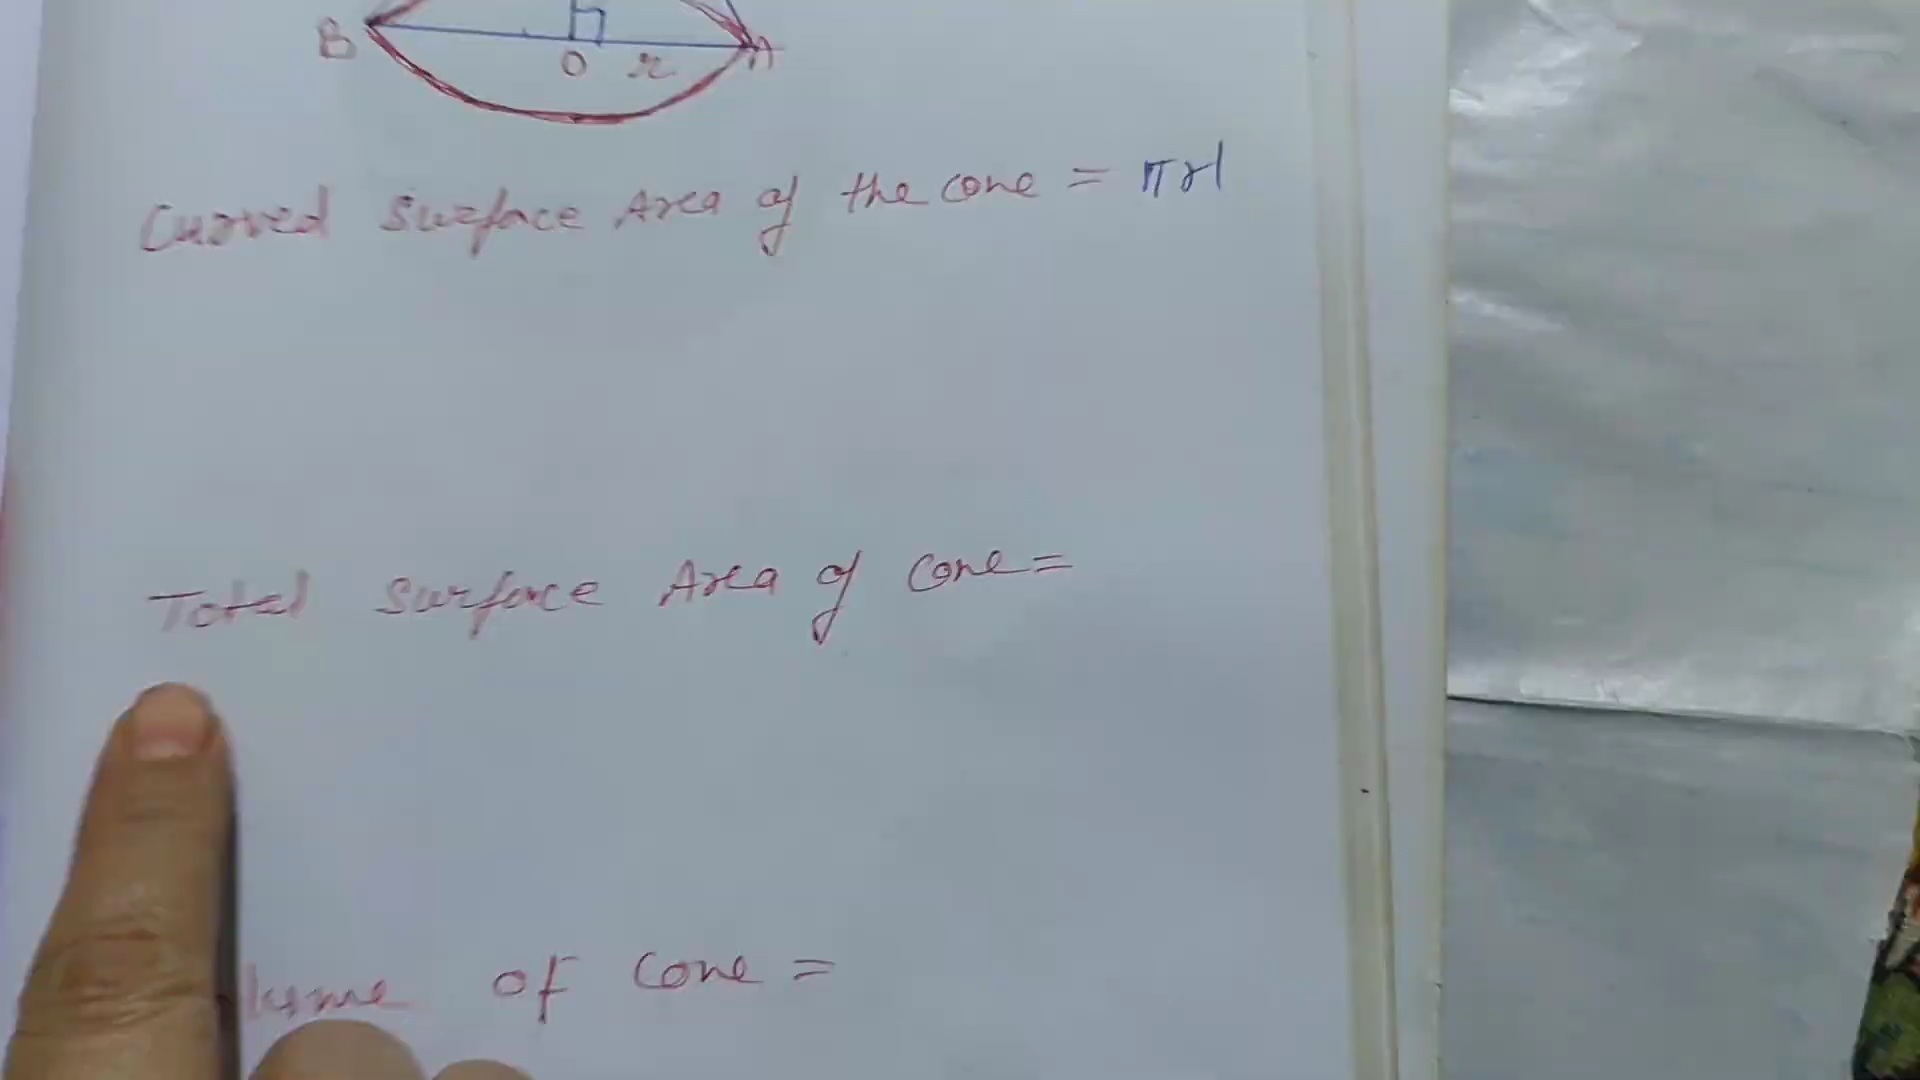 B O r A
Curved Surface Area of the cone = πrl
Total Surface Area of cone =
of cone =